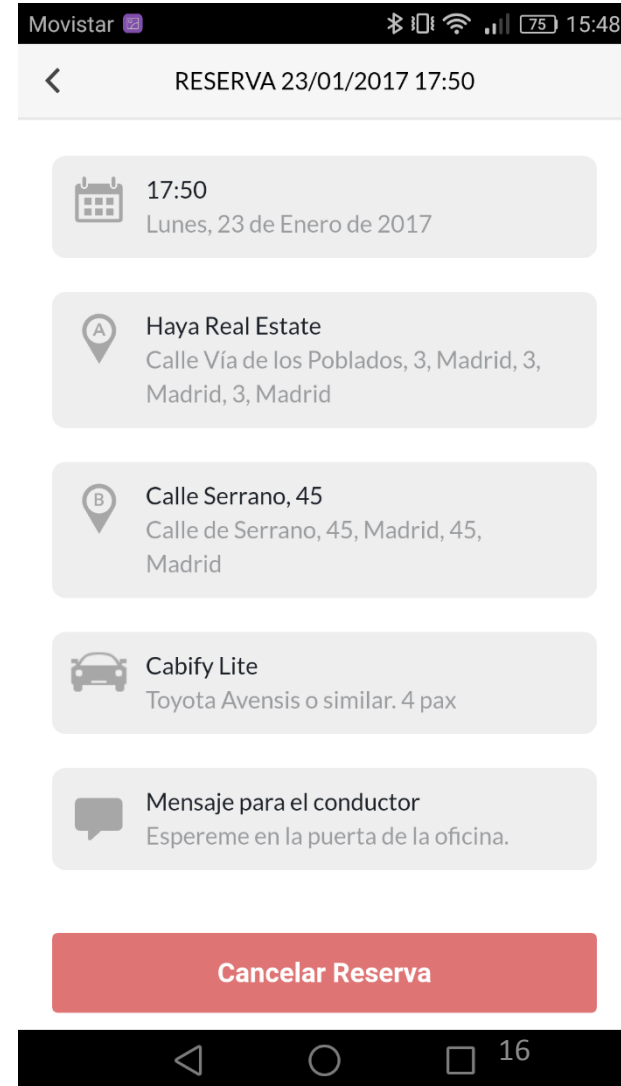 Movistar 75 15:48
RESERVA 23/01/2017 17:50
17:50
Lunes, 23 de Enero de 2017
A
Haya Real Estate
Calle Vía de los Poblados, 3, Madrid, 3,
Madrid, 3, Madrid
B
Calle Serrano, 45
Calle de Serrano, 45, Madrid, 45,
Madrid
Cabify Lite
Toyota Avensis o similar. 4 pax
Mensaje para el conductor
Espereme en la puerta de la oficina.
Cancelar Reserva
16